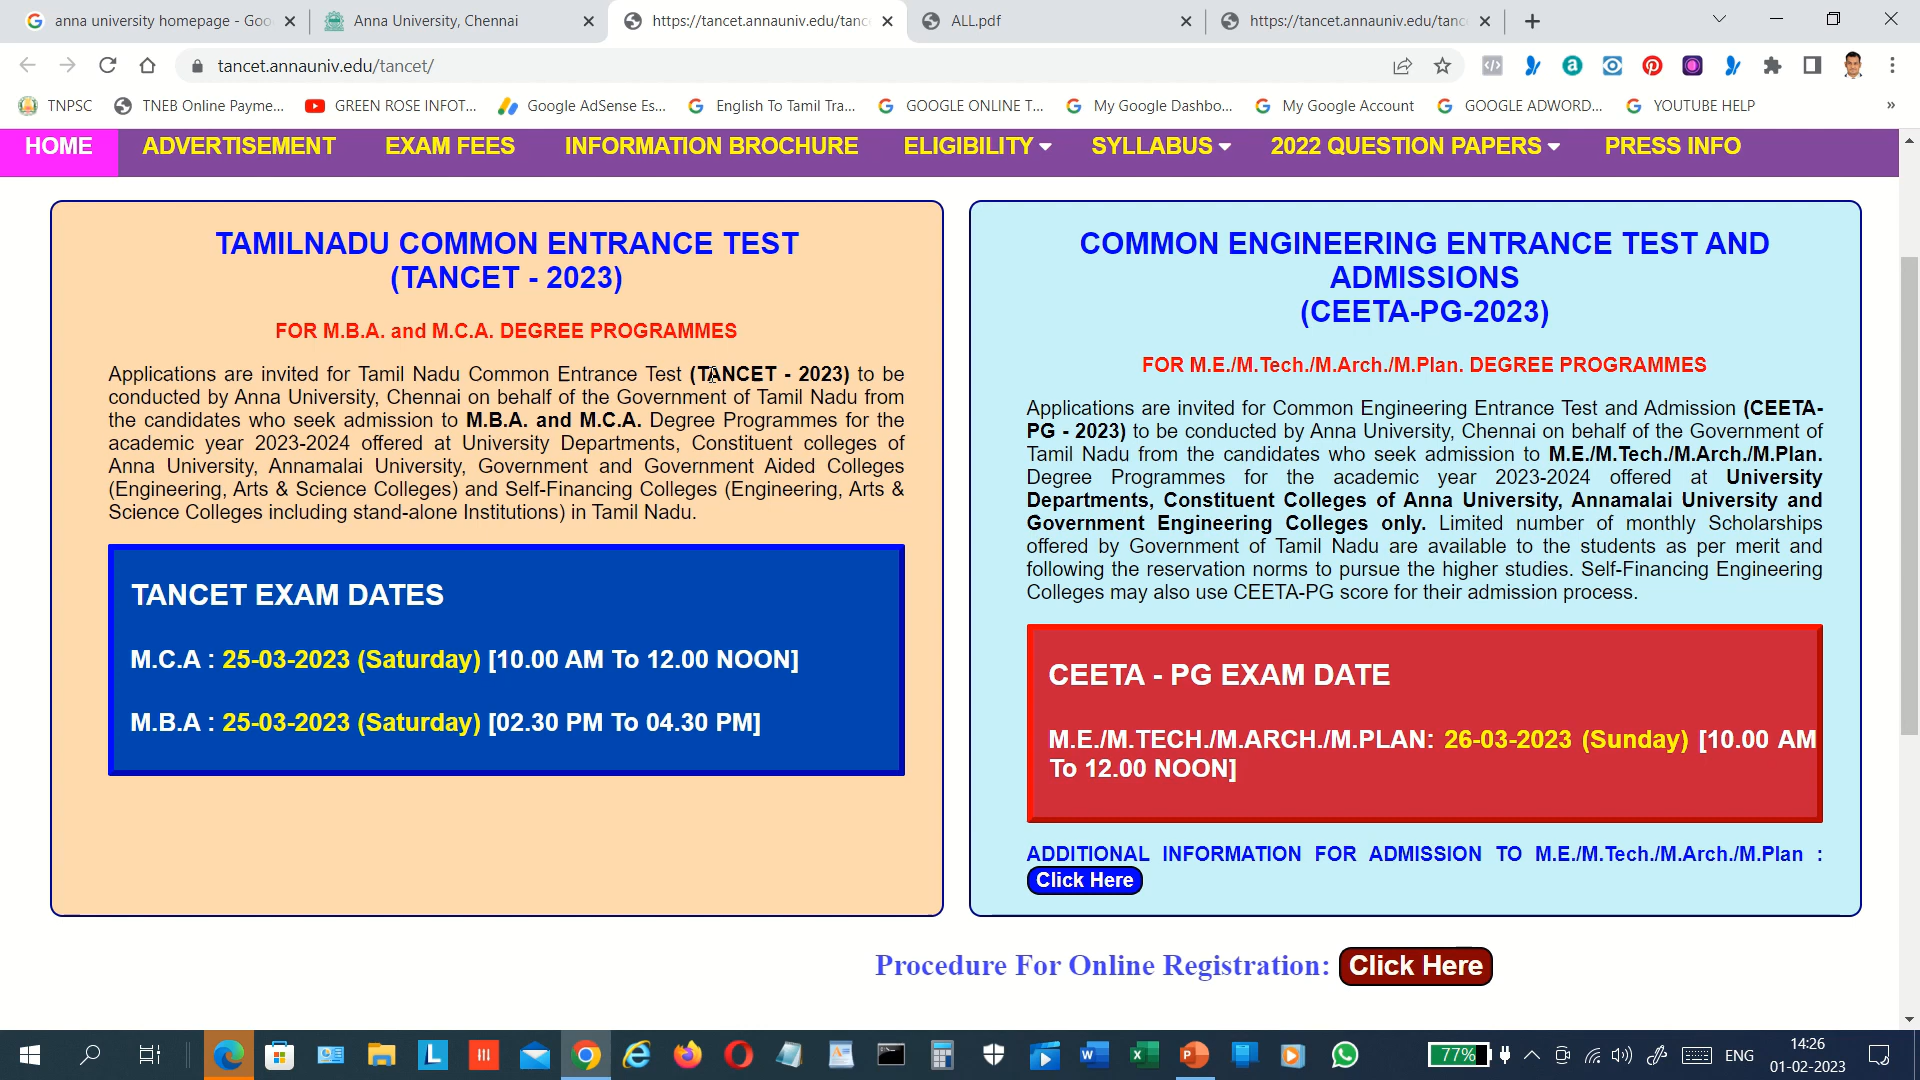 anna university homepage - Goo
Anna University, Chennai
https://tancet.annauniv.edu/tance
ALL.pdf
https://tancet.annauniv.edu/tanc
tancet.annauniv.edu/tancet/
TNPSC
TNEB Online Payme...
GREEN ROSE INFOT...
Google AdSense Es...
English To Tamil Tra...
GOOGLE ONLINE T...
My Google Dashbo...
My Google Account
GOOGLE ADWORD...
YOUTUBE HELP
»
HOME
ADVERTISEMENT
EXAM FEES
INFORMATION BROCHURE
ELIGIBILITY
SYLLABUS
2022 QUESTION PAPERS
PRESS INFO
TAMILNADU COMMON ENTRANCE TEST
(TANCET - 2023)
FOR M.B.A. and M.C.A. DEGREE PROGRAMMES
Applications are invited for Tamil Nadu Common Entrance Test (TANCET - 2023) to be
conducted by Anna University, Chennai on behalf of the Government of Tamil Nadu from
the candidates who seek admission to M.B.A. and M.C.A. Degree Programmes for the
academic year 2023-2024 offered at University Departments, Constituent colleges of
Anna University, Annamalai University, Government and Government Aided Colleges
(Engineering, Arts & Science Colleges) and Self-Financing Colleges (Engineering, Arts &
Science Colleges including stand-alone Institutions) in Tamil Nadu.
TANCET EXAM DATES
M.C.A : 25-03-2023 (Saturday) [10.00 AM To 12.00 NOON]
M.B.A : 25-03-2023 (Saturday) [02.30 PM To 04.30 PM]
COMMON ENGINEERING ENTRANCE TEST AND
ADMISSIONS
(CEETA-PG-2023)
FOR M.E./M.Tech./M.Arch./M.Plan. DEGREE PROGRAMMES
Applications are invited for Common Engineering Entrance Test and Admission (CEETA-
PG - 2023) to be conducted by Anna University, Chennai on behalf of the Government of
Tamil Nadu from the candidates who seek admission to M.E./M.Tech./M.Arch./M.Plan.
Degree Programmes for the academic year 2023-2024 offered at University
Departments, Constituent Colleges of Anna University, Annamalai University and
Government Engineering Colleges only. Limited number of monthly Scholarships
offered by Government of Tamil Nadu are available to the students as per merit and
following the reservation norms to pursue the higher studies. Self-Financing Engineering
Colleges may also use CEETA-PG score for their admission process.
CEETA - PG EXAM DATE
M.E./M.TECH./M.ARCH./M.PLAN: 26-03-2023 (Sunday) [10.00 AM
To 12.00 NOON]
ADDITIONAL INFORMATION FOR ADMISSION TO M.E./M.Tech./M.Arch./M.Plan :
Click Here
Procedure For Online Registration: Click Here
77%
ENG
14:26
01-02-2023